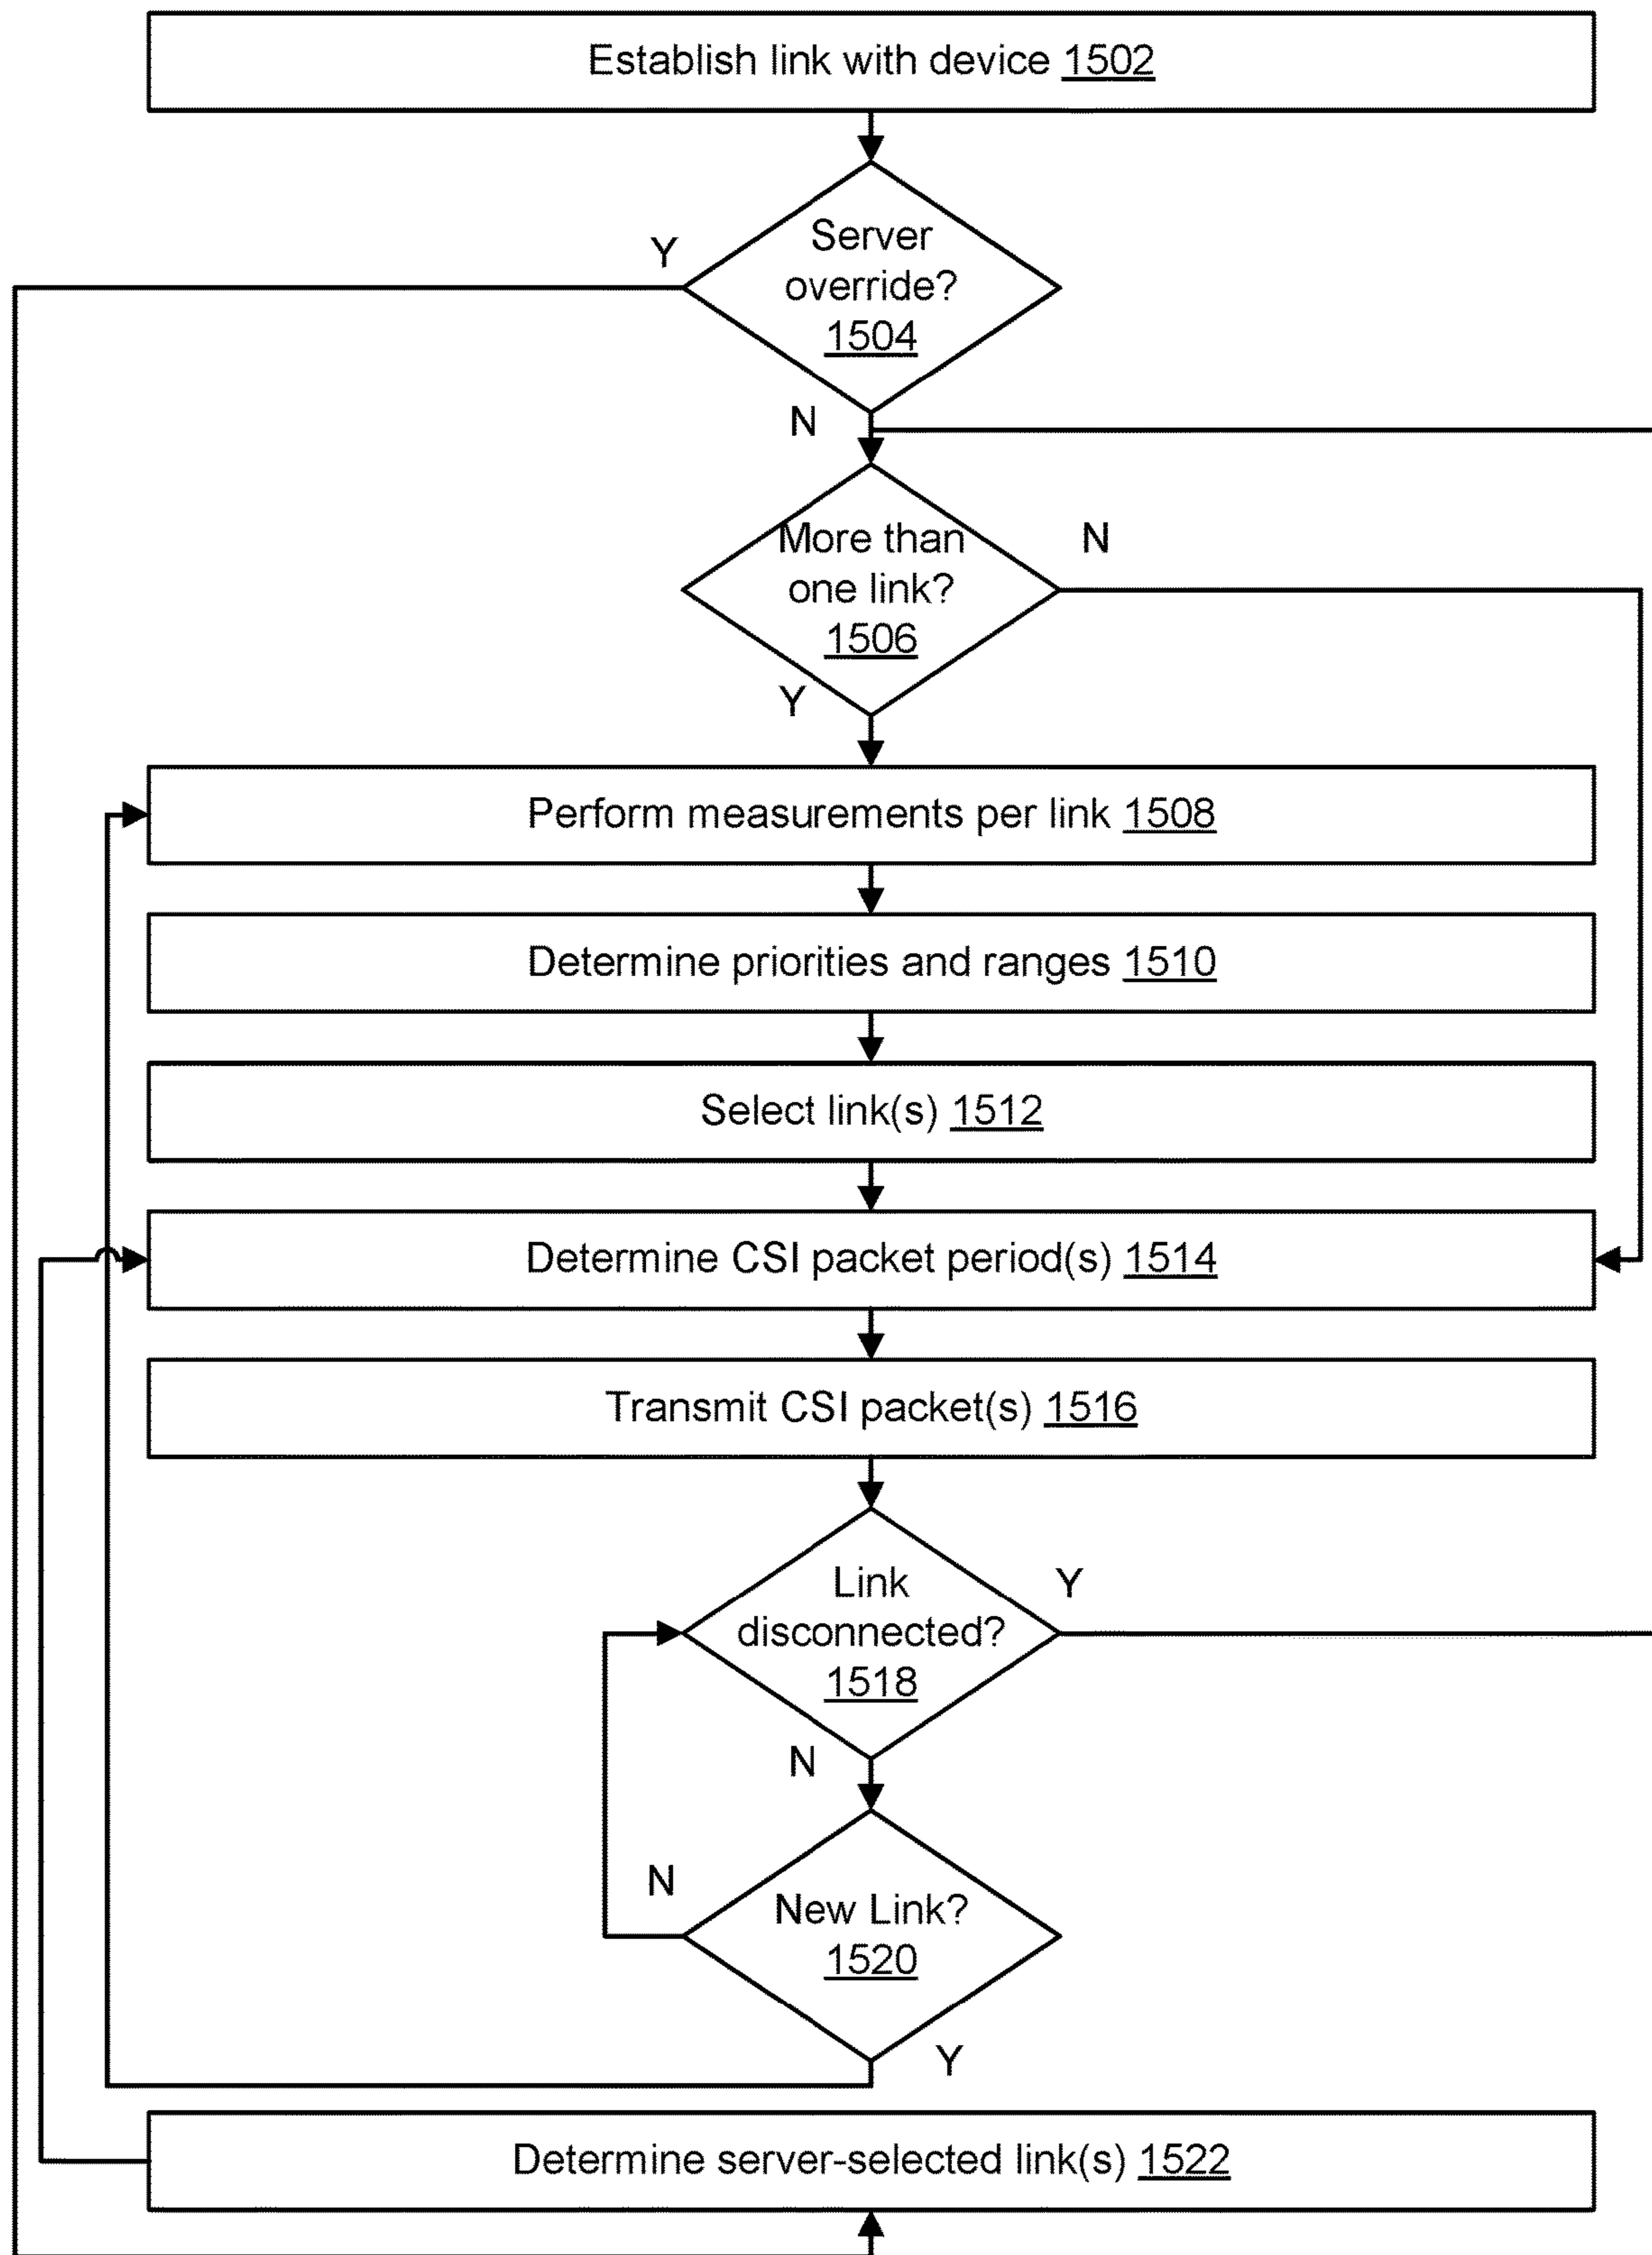 Establish link with device 1502
Server
override?
1504
Y
N
More than
one link?
1506
N
Y
Perform measurements per link 1508
Determine priorities and ranges 1510
Select link(s) 1512
Determine CSI packet period(s) 1514
Transmit CSI packet(s) 1516
Link
disconnected?
1518
Y
N
New Link?
1520
N
Y
Determine server-selected link(s) 1522